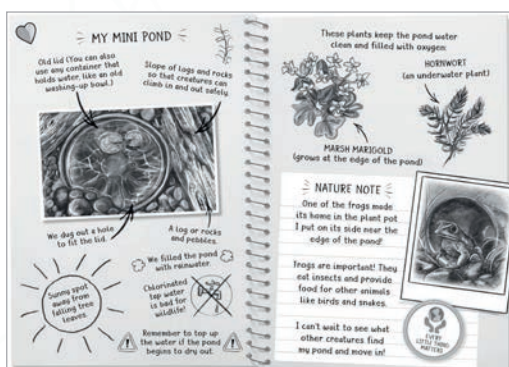 MY MINI POND
Old lid (You can also
use any container that
holds water, like an old
washing-up bowl.)
Slope of logs and rocks
so that creatures can
climb in and out safely.
We dug out a hole
to fit the lid.
A log or rocks
and pebbles.
Sunny spot
away from
falling tree
leaves.
We filled the pond
with rainwater.
Chlorinated
tap water
is bad for
wildlife!
Remember to top up
the water if the pond
begins to dry out.
These plants keep the pond water
clean and filled with oxygen:
HORNWORT
(an underwater plant)
MARSH MARIGOLD
(grows at the edge of the pond)
NATURE NOTE
One of the frogs made
its home in the plant pot
I put on its side near the
edge of the pond!
Frogs are important! They
eat insects and provide
food for other animals
like birds and snakes.
I can't wait to see what
other creatures find
my pond and move in!
EVERY
LITTLE THING
MATTERS